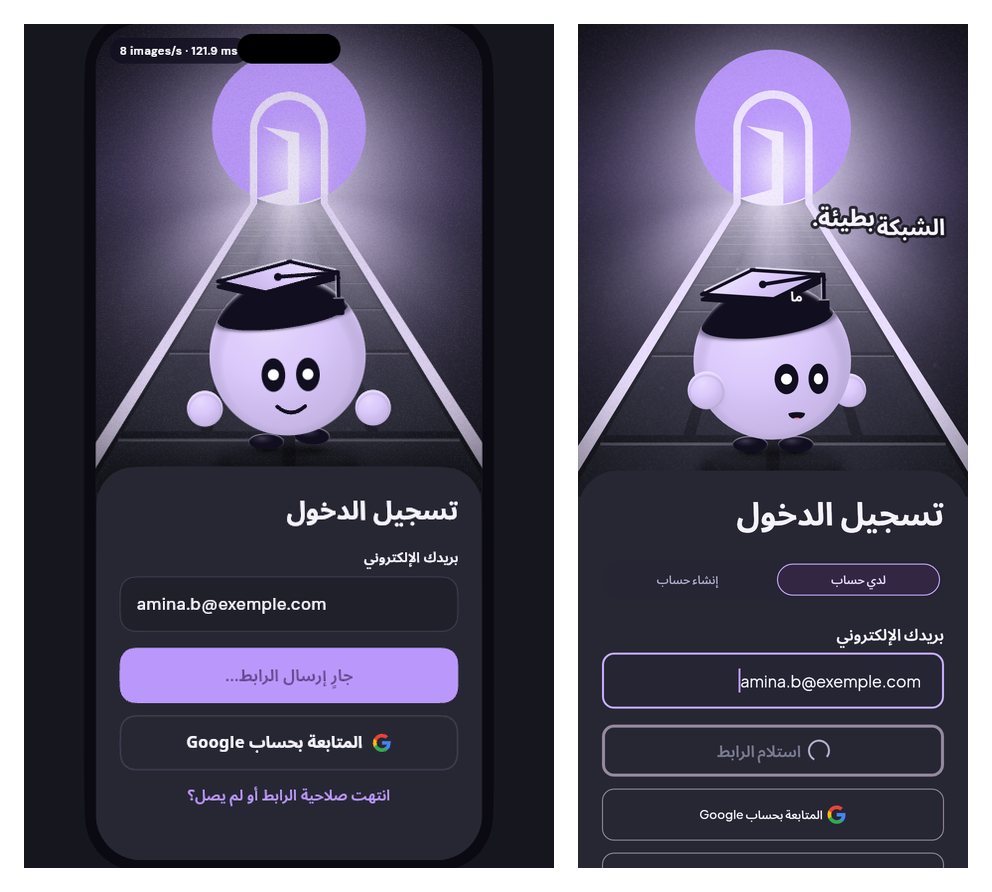 8 images/s · 121.9 ms
تسجيل الدخول
بريدك الإلكتروني
amina.b@exemple.com
جارٍ إرسال الرابط...
المتابعة بحساب Google
انتهت صلاحية الرابط أو لم يصل؟
الشبكة بطيئة.
ما
تسجيل الدخول
لدي حساب
إنشاء حساب
بريدك الإلكتروني
amina.b@exemple.com
استلام الرابط
المتابعة بحساب Google